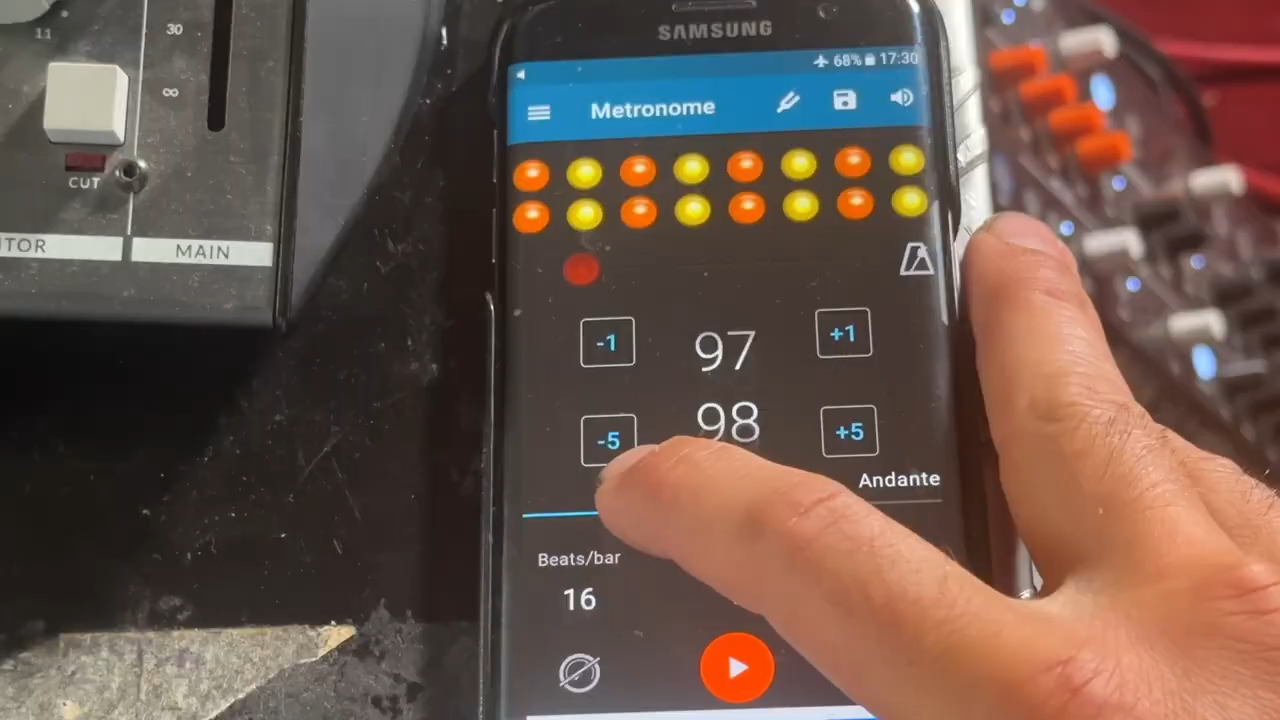 11
30
∞
CUT
TOR
MAIN
SAMSUNG
68% 17:30
Metronome
-1
97
+1
-5
98
+5
Andante
Beats/bar
16